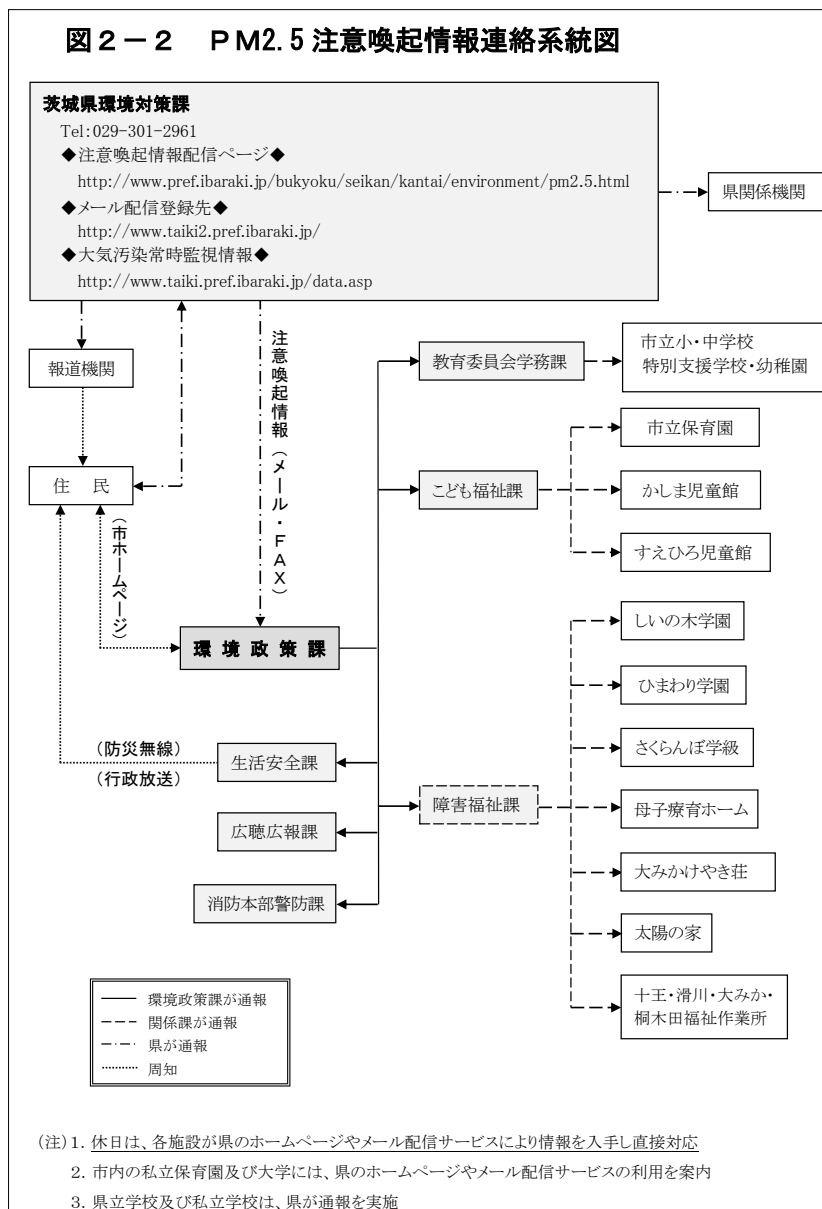 図２－２　ＰＭ2.5注意喚起情報連絡系統図
茨城県環境対策課
Tel:029-301-2961
◆注意喚起情報配信ページ◆
http://www.pref.ibaraki.jp/bukyoku/seikan/kantai/environment/pm2.5.html
◆メール配信登録先◆
http://www.taiki2.pref.ibaraki.jp/
◆大気汚染常時監視情報◆
http://www.taiki.pref.ibaraki.jp/data.asp
県関係機関
報道機関
住　民
注意喚起情報（メール・ＦＡＸ）
（市ホームページ）
環境政策課
教育委員会学務課
市立小・中学校
特別支援学校・幼稚園
こども福祉課
市立保育園
かしま児童館
すえひろ児童館
（防災無線）
（行政放送）
生活安全課
広聴広報課
消防本部警防課
障害福祉課
しいの木学園
ひまわり学園
さくらんぼ学級
母子療育ホーム
大みかけやき荘
太陽の家
十王・滑川・大みか・
桐木田福祉作業所
環境政策課が通報
関係課が通報
県が通報
周知
（注）1. 休日は、各施設が県のホームページやメール配信サービスにより情報を入手し直接対応
2. 市内の私立保育園及び大学には、県のホームページやメール配信サービスの利用を案内
3. 県立学校及び私立学校は、県が通報を実施